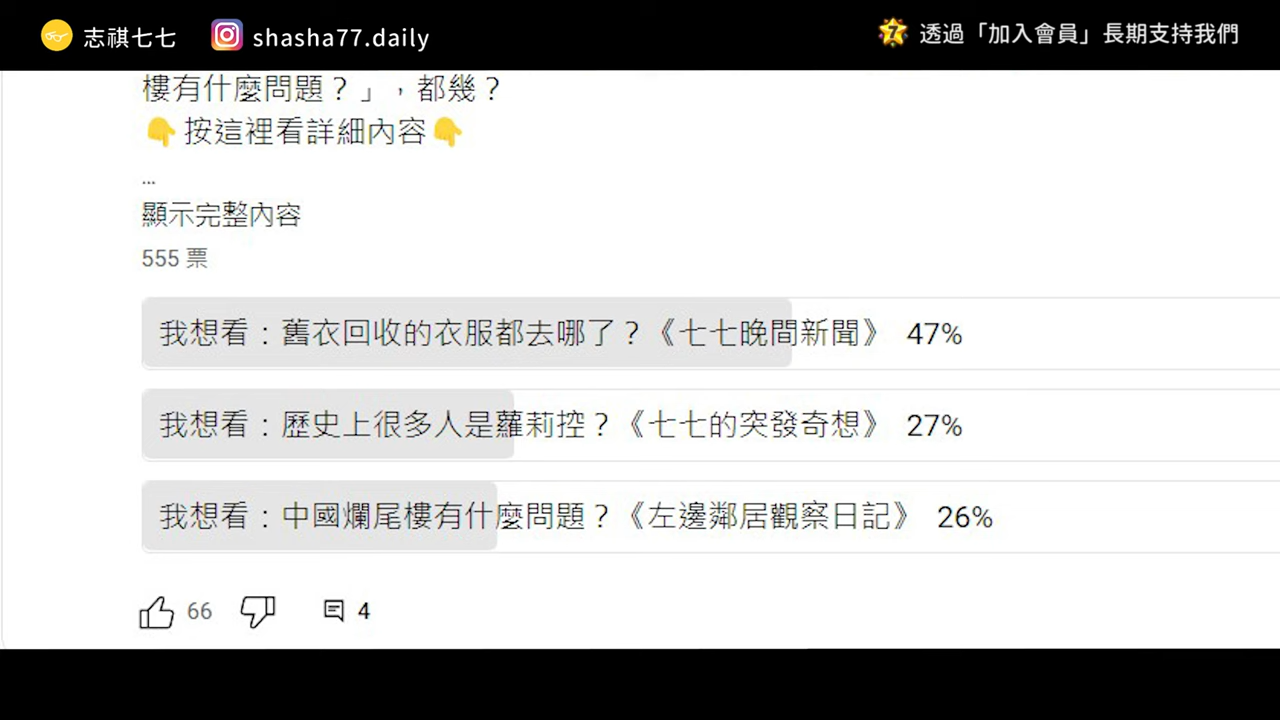 志祺七七 shasha77.daily 透過「加入會員」長期支持我們
樓有什麼問題？」，都幾？
👇按這裡看詳細內容👇
...
顯示完整內容
555 票
我想看：舊衣回收的衣服都去哪了？《七七晚間新聞》 47%
我想看：歷史上很多人是蘿莉控？《七七的突發奇想》 27%
我想看：中國爛尾樓有什麼問題？《左邊鄰居觀察日記》 26%
66 4